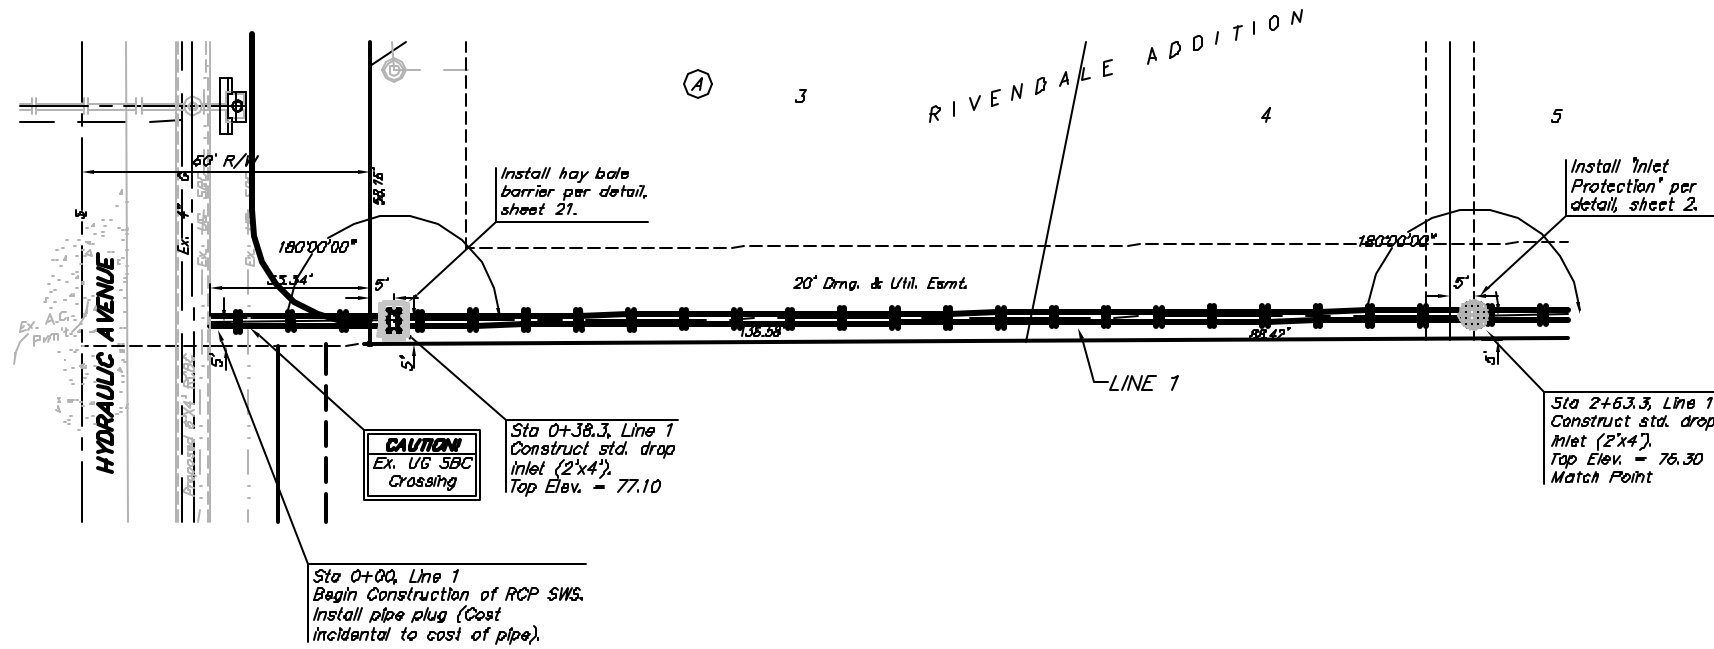 RIVENDALE ADDITION
A
3
4
5
60' R/W
58.15'
Install hay bale
barrier per detail,
sheet 21.
Install "Inlet
Protection" per
detail, sheet 2.
180°00'00"
180°00'00"
5'
20' Drng. & Util. Esmt.
5'
HYDRAULIC AVENUE
Ex. A.C.
Pvm't.
138.58'
88.42'
5'
5'
5'
LINE 1
CAUTION!
Ex. UG SBC
Crossing
Sta 0+38.3, Line 1
Construct std. drop
inlet (2'x4').
Top Elev. = 77.10
Sta 2+63.3, Line 1
Construct std. drop
inlet (2'x4').
Top Elev. = 76.30
Match Point
Sta 0+00, Line 1
Begin Construction of RCP SWS.
Install pipe plug (Cost
incidental to cost of pipe).